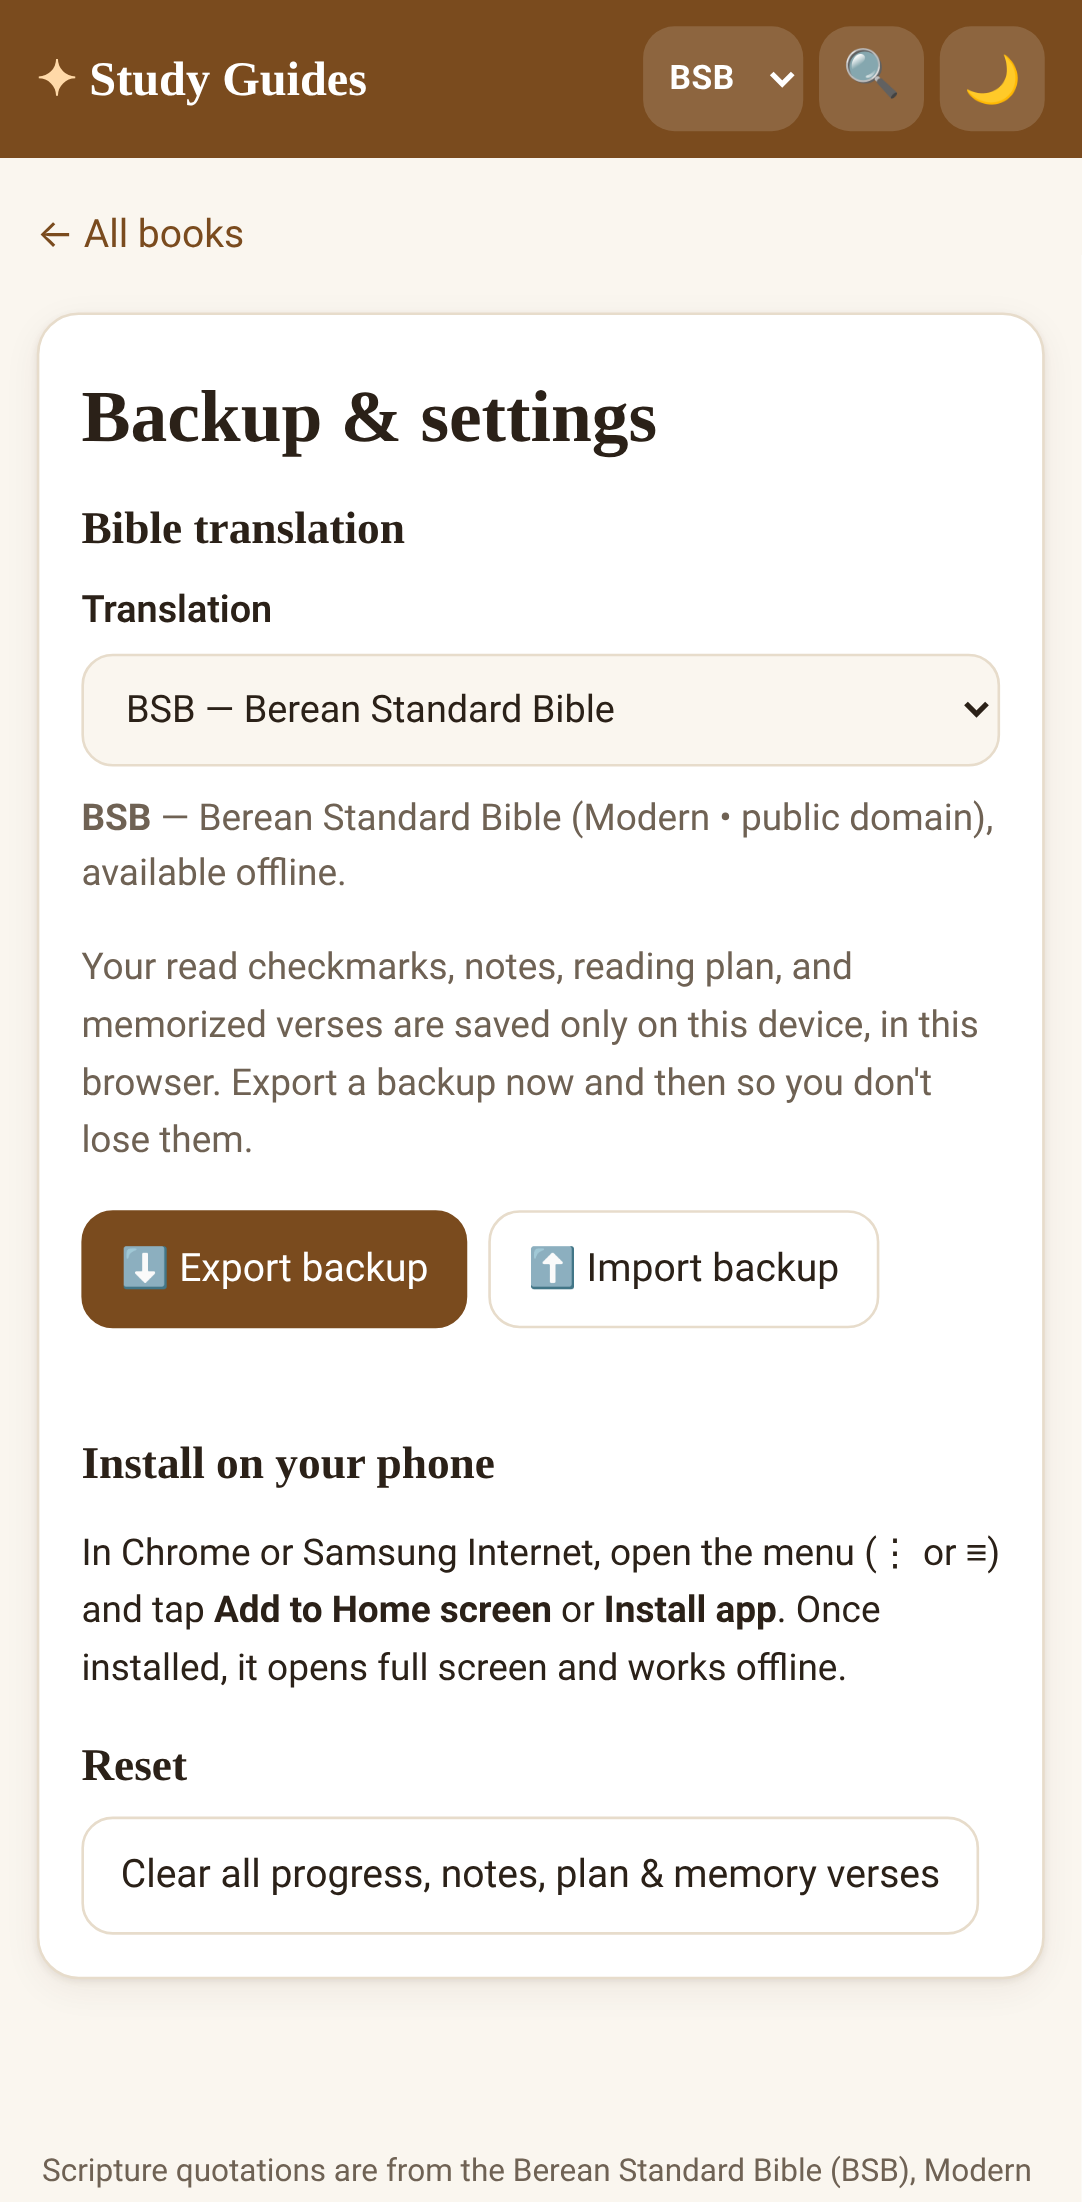 ✦ Study Guides
BSB
← All books
Backup & settings
Bible translation
Translation
BSB — Berean Standard Bible
BSB — Berean Standard Bible (Modern • public domain),
available offline.
Your read checkmarks, notes, reading plan, and
memorized verses are saved only on this device, in this
browser. Export a backup now and then so you don't
lose them.
⬇️ Export backup
⬆️ Import backup
Install on your phone
In Chrome or Samsung Internet, open the menu (⋮ or ≡)
and tap Add to Home screen or Install app. Once
installed, it opens full screen and works offline.
Reset
Clear all progress, notes, plan & memory verses
Scripture quotations are from the Berean Standard Bible (BSB), Modern